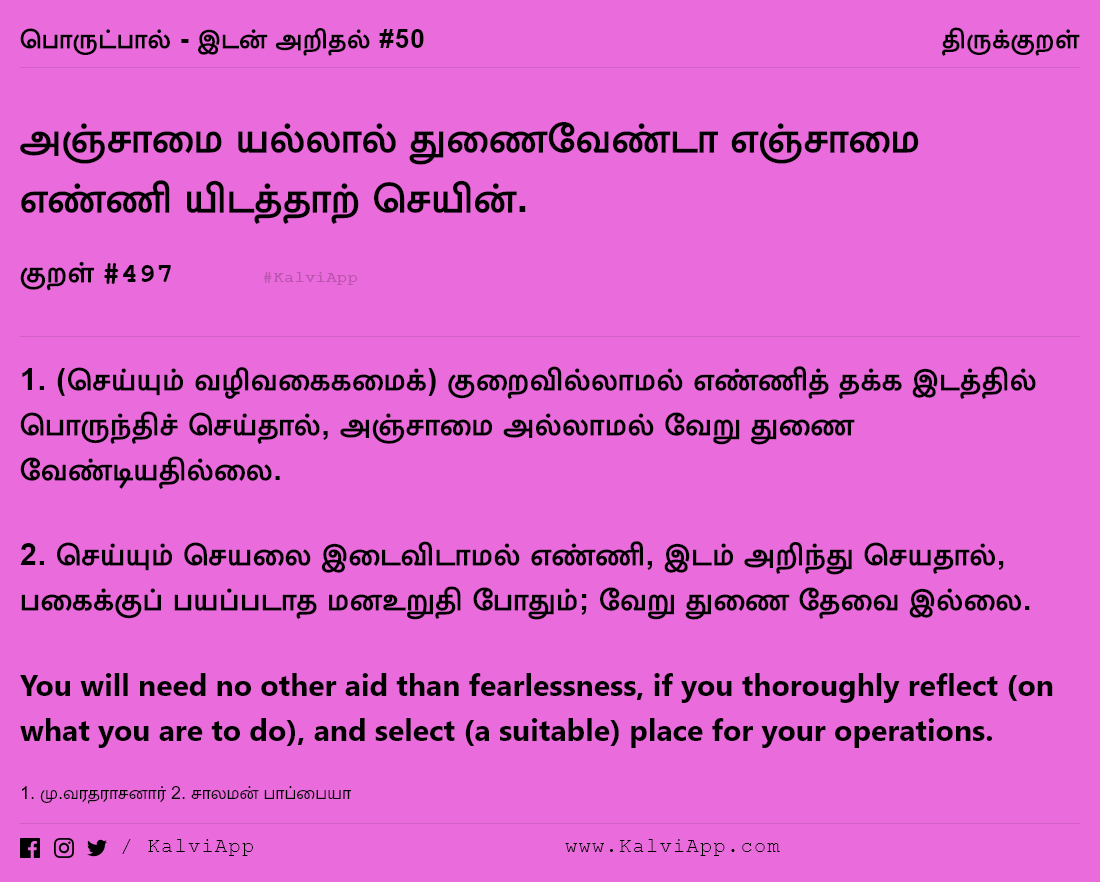 பொருட்பால் - இடன் அறிதல் #50
திருக்குறள்
அஞ்சாமை யல்லால் துணைவேண்டா எஞ்சாமை
எண்ணி யிடத்தாற் செயின்.
குறள் #497
#KalviApp
1. (செய்யும் வழிவகைகமைக்) குறைவில்லாமல் எண்ணித் தக்க இடத்தில்
பொருந்திச் செய்தால், அஞ்சாமை அல்லாமல் வேறு துணை
வேண்டியதில்லை.
2. செய்யும் செயலை இடைவிடாமல் எண்ணி, இடம் அறிந்து செயதால்,
பகைக்குப் பயப்படாத மனஉறுதி போதும்; வேறு துணை தேவை இல்லை.
You will need no other aid than fearlessness, if you thoroughly reflect (on
what you are to do), and select (a suitable) place for your operations.
1. மு.வரதராசனார் 2. சாலமன் பாப்பையா
/ KalviApp
www.KalviApp.com